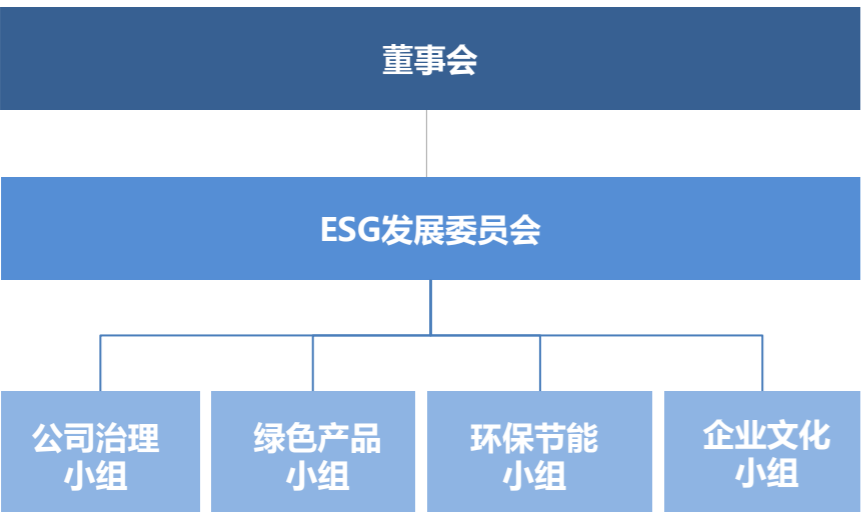 董事会
ESG发展委员会
公司治理
小组
绿色产品
小组
环保节能
小组
企业文化
小组